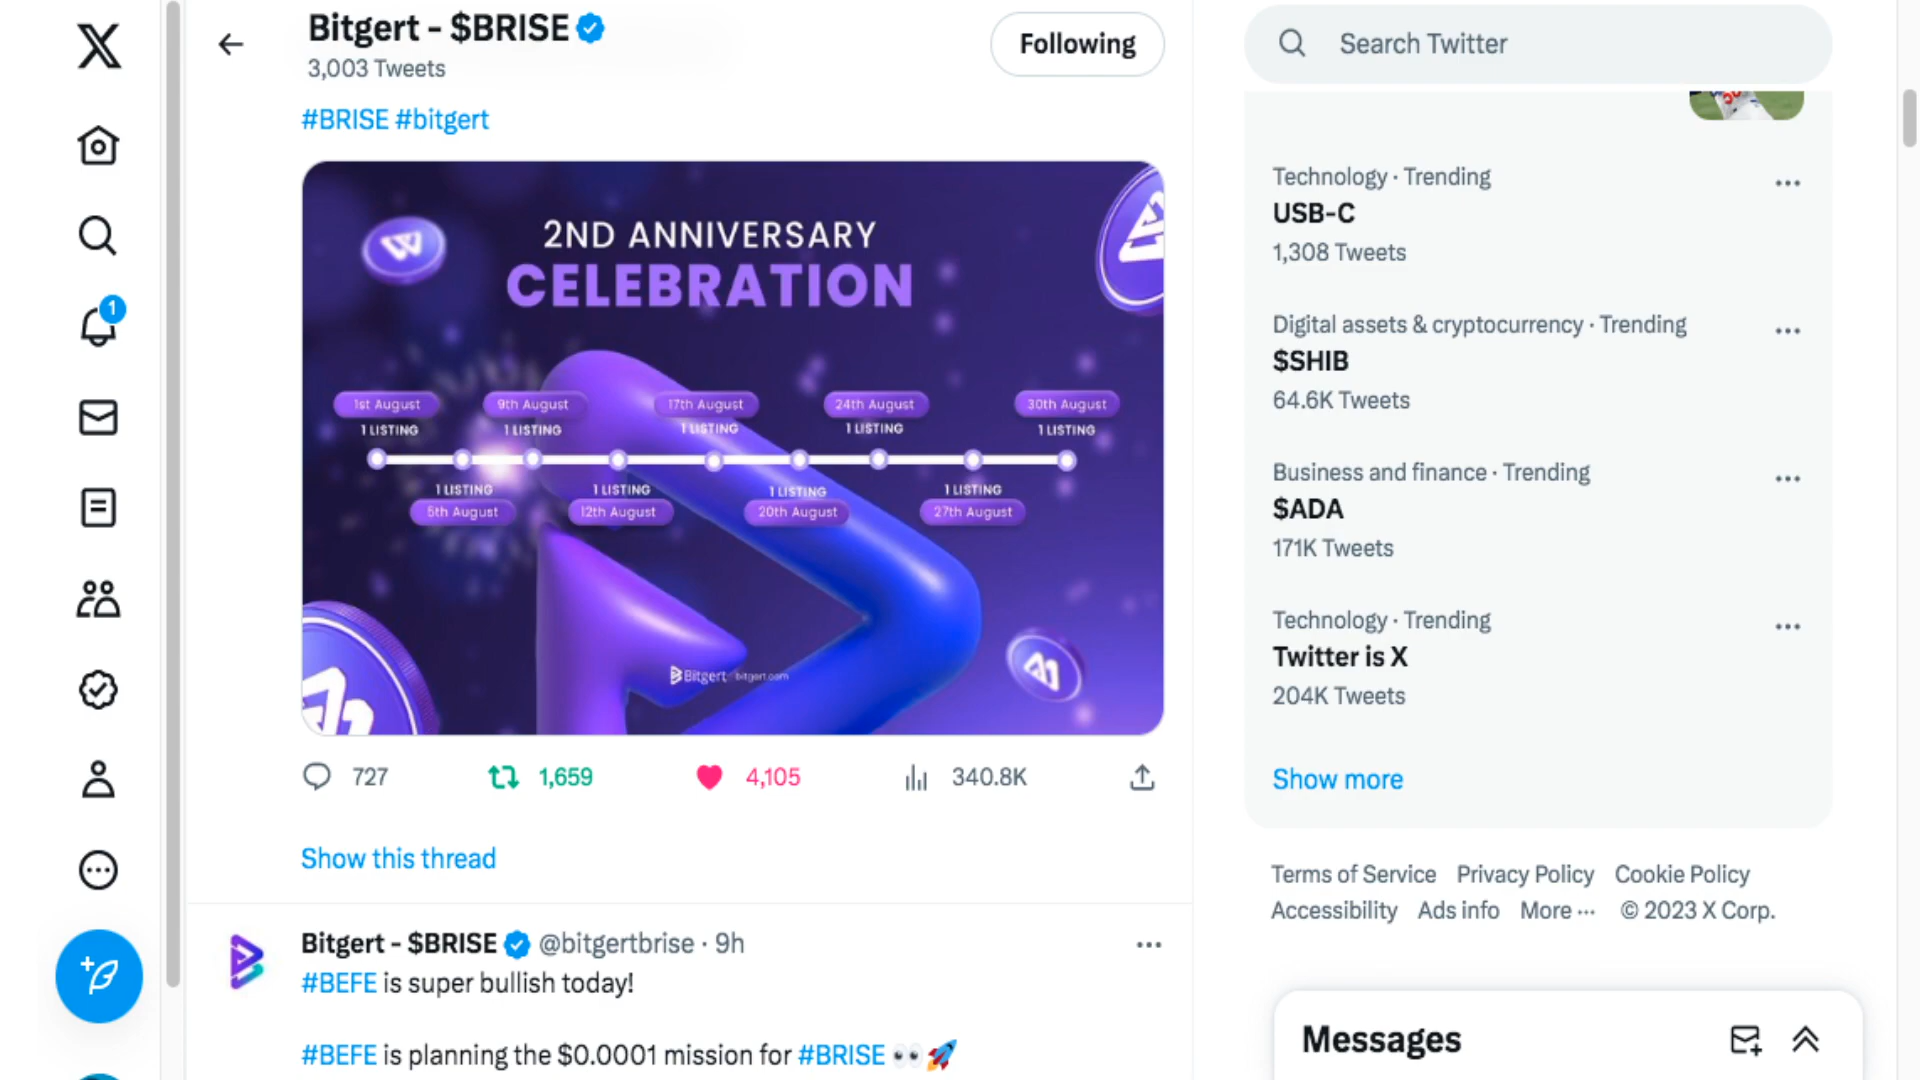 Bitgert - $BRISE
3,003 Tweets
Following
#BRISE #bitgert
2ND ANNIVERSARY
CELEBRATION
1st August
9th August
17th August
24th August
30th August
1 LISTING
1 LISTING
1 LISTING
1 LISTING
1 LISTING
1 LISTING
1 LISTING
1 LISTING
1 LISTING
5th August
12th August
20th August
27th August
Bitgert bitgert.com
727
1,659
4,105
340.8K
Show this thread
Bitgert - $BRISE @bitgertbrise · 9h
#BEFE is super bullish today!
#BEFE is planning the $0.0001 mission for #BRISE 👀🚀
1
Search Twitter
Technology · Trending
USB-C
1,308 Tweets
Digital assets & cryptocurrency · Trending
$SHIB
64.6K Tweets
Business and finance · Trending
$ADA
171K Tweets
Technology · Trending
Twitter is X
204K Tweets
Show more
Terms of Service Privacy Policy Cookie Policy
Accessibility Ads info More ··· © 2023 X Corp.
Messages